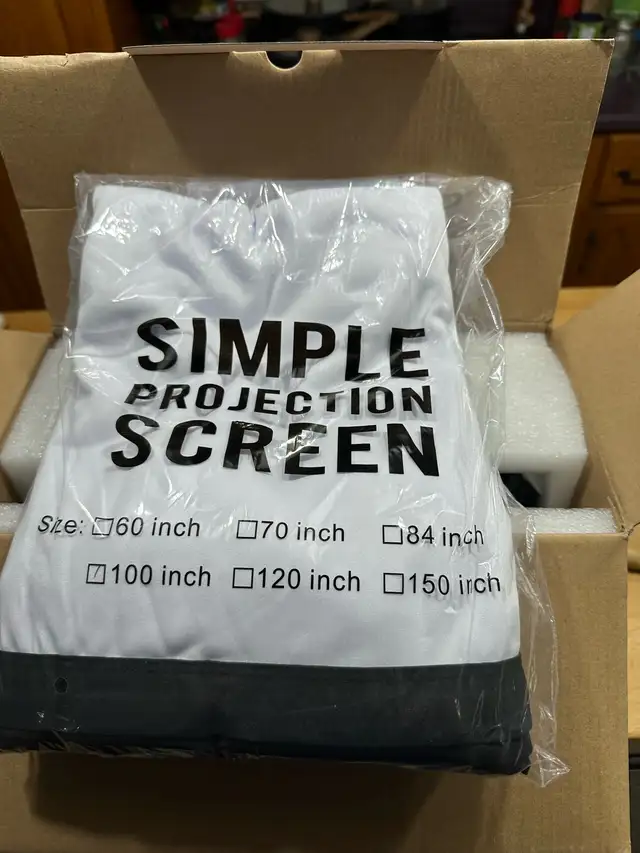 SIMPLE
PROJECTION
SCREEN
Size: ☐60 inch ☐70 inch ☐84 inch
☑100 inch ☐120 inch ☐150 inch